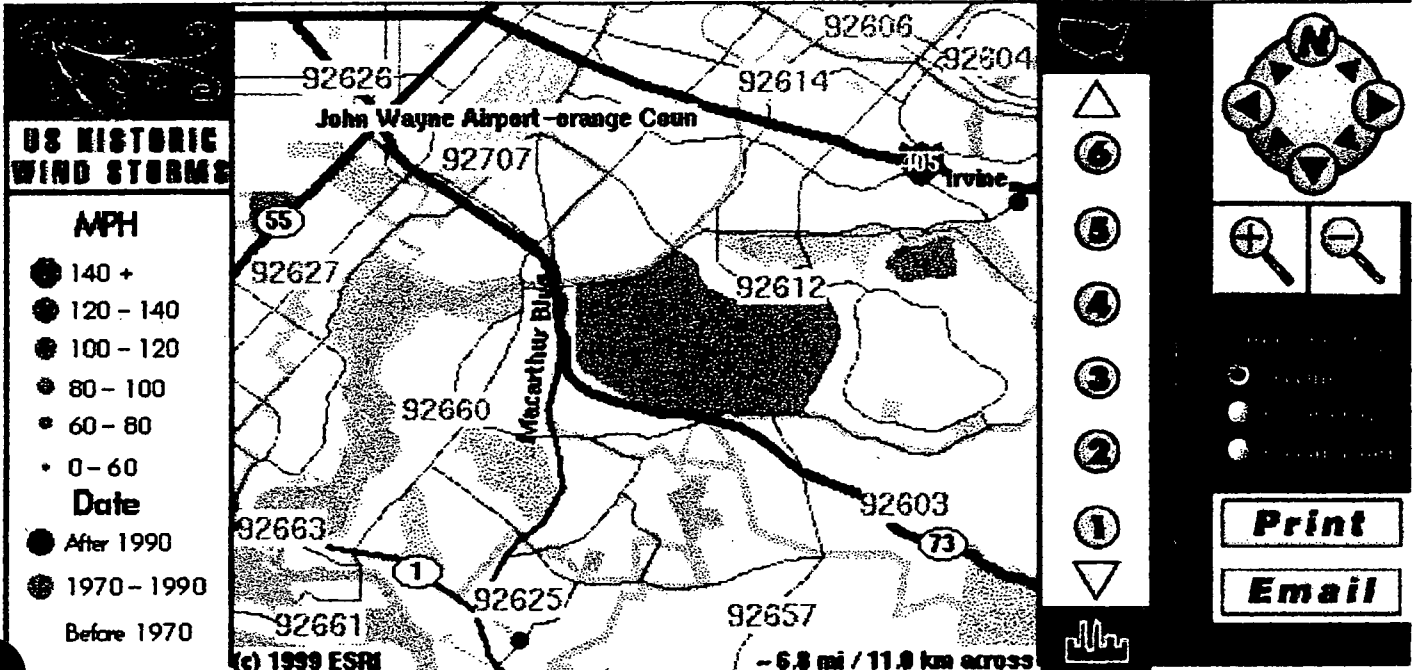 US HISTORIC
WIND STORMS
MPH
140 +
120 - 140
100 - 120
80 - 100
60 - 80
0 - 60
Date
After 1990
1970 - 1990
Before 1970
92606
92604
92626
92614
John Wayne Airport-orange Coun
92707
405
Irvine
55
92627
92612
Macarthur Blvd
92660
92603
92663
73
1
92625
92657
92661
(c) 1999 ESRI
~ 6.8 mi / 11.0 km across
6
5
4
3
2
1
N
Print
Email